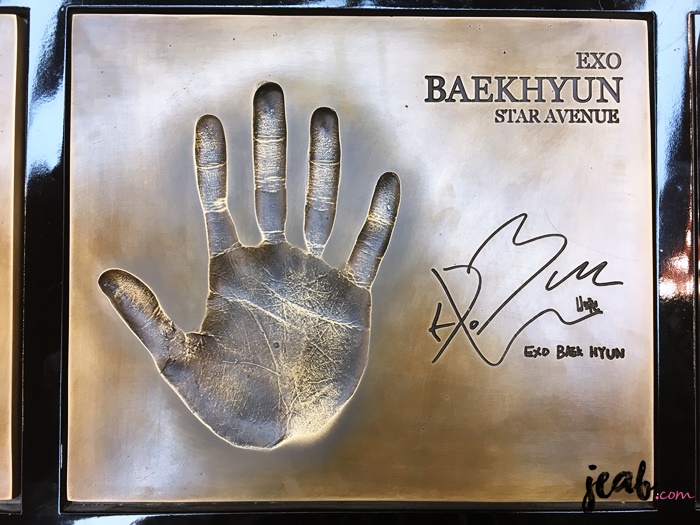 EXO
BAEKHYUN
STAR AVENUE
EXO BAEK HYUN
jeab.com